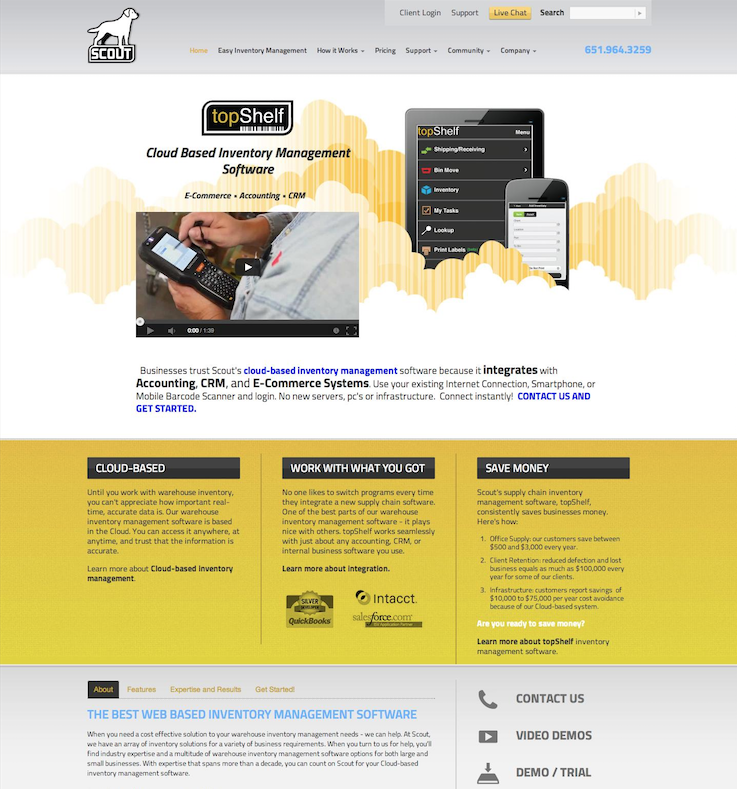 Client Login Support Live Chat Search
SCOUT
Home Easy Inventory Management How it Works Pricing Support Community Company 651.964.3259
topShelf
Cloud Based Inventory Management
Software
E-Commerce • Accounting • CRM
0:00 / 1:39
topShelf Menu
Shipping/Receiving
Bin Move
Inventory
My Tasks
Lookup
Print Labels
Businesses trust Scout's cloud-based inventory management software because it integrates with
Accounting, CRM, and E-Commerce Systems. Use your existing Internet Connection, Smartphone, or
Mobile Barcode Scanner and login. No new servers, pc's or infrastructure. Connect instantly! CONTACT US AND
GET STARTED.
CLOUD-BASED
Until you work with warehouse inventory,
you can't appreciate how important real-
time, accurate data is. Our warehouse
inventory management software is based
in the Cloud. You can access it anywhere, at
anytime, and trust that the information is
accurate.
Learn more about Cloud-based inventory
management.
WORK WITH WHAT YOU GOT
No one likes to switch programs every time
they integrate a new supply chain software.
One of the best parts of our warehouse
inventory management software - it plays
nice with others. topShelf works seamlessly
with just about any accounting, CRM, or
internal business software you use.
Learn more about integration.
SILVER
DEVELOPER
QuickBooks
Intacct.
salesforce.com
SAVE MONEY
Scout's supply chain inventory
management software, topShelf,
consistently saves businesses money.
Here's how:
1. Office Supply: our customers save between
$500 and $3,000 every year.
2. Client Retention: reduced defection and lost
business equals as much as $100,000 every
year for some of our clients.
3. Infrastructure: customers report savings of
$10,000 to $75,000 per year cost avoidance
because of our Cloud-based system.
Are you ready to save money?
Learn more about topShelf inventory
management software.
About Features Expertise and Results Get Started!
THE BEST WEB BASED INVENTORY MANAGEMENT SOFTWARE
When you need a cost effective solution to your warehouse inventory management needs - we can help. At Scout,
we have an array of inventory solutions for a variety of business requirements. When you turn to us for help, you'll
find industry expertise and a multitude of warehouse inventory management software options for both large and
small businesses. With expertise that spans more than a decade, you can count on Scout for your Cloud-based
inventory management software.
CONTACT US
VIDEO DEMOS
DEMO / TRIAL